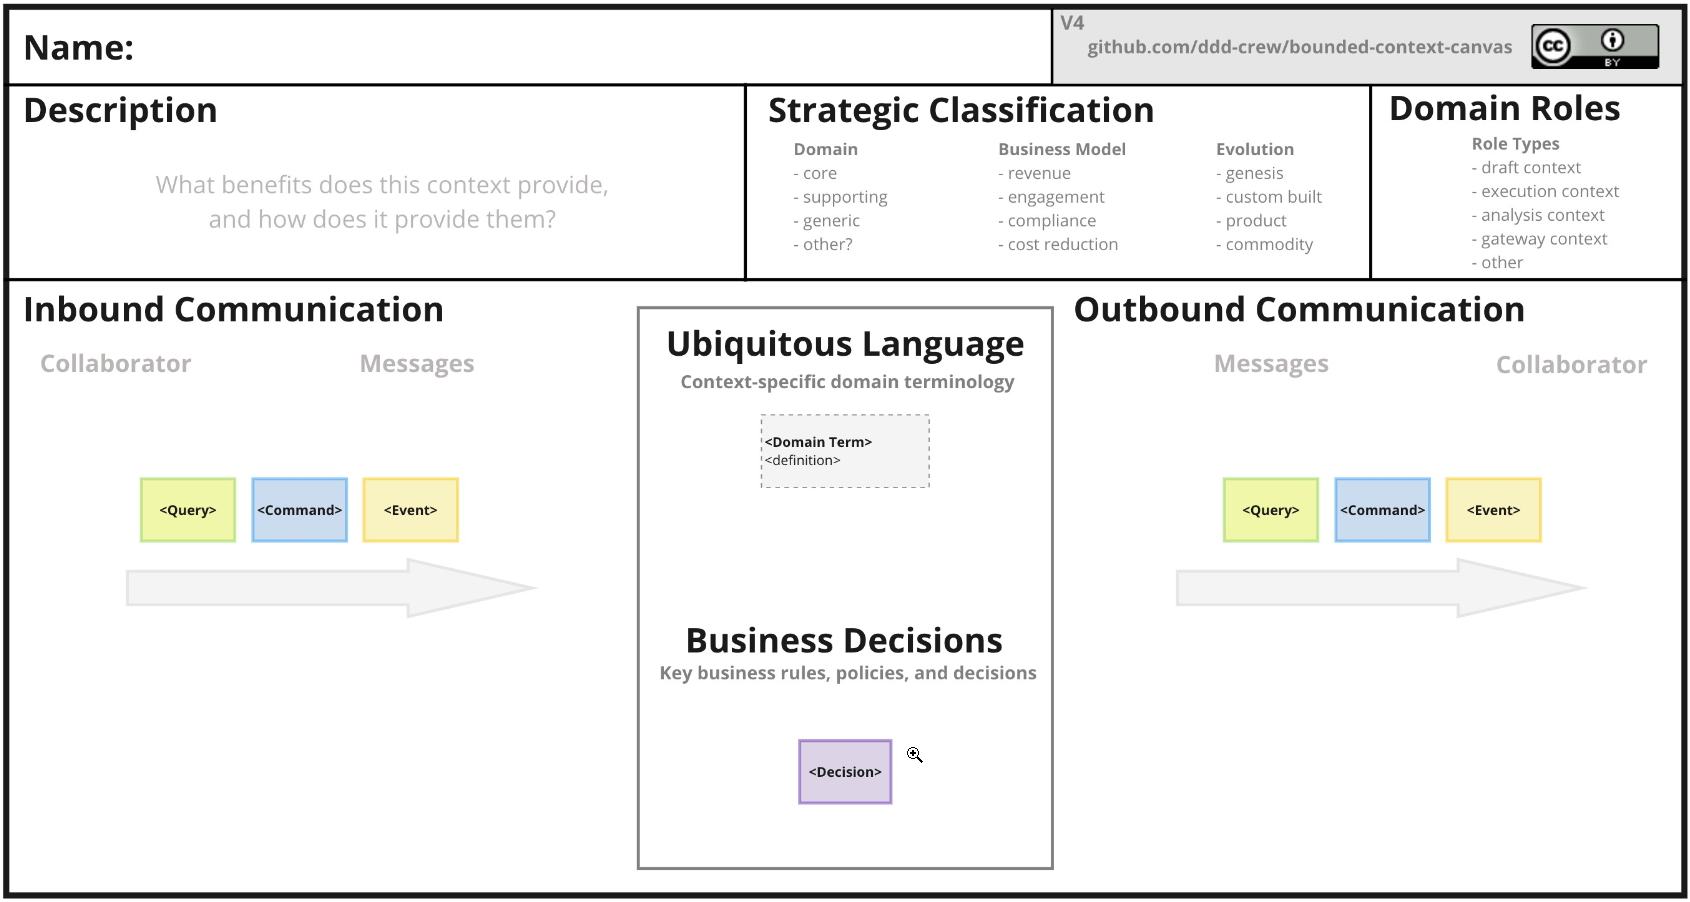 Name:
V4
github.com/ddd-crew/bounded-context-canvas
cc
BY
Description
What benefits does this context provide,
and how does it provide them?
Strategic Classification
Domain
- core
- supporting
- generic
- other?
Business Model
- revenue
- engagement
- compliance
- cost reduction
Evolution
- genesis
- custom built
- product
- commodity
Domain Roles
Role Types
- draft context
- execution context
- analysis context
- gateway context
- other
Inbound Communication
Collaborator
Messages
<Query>
<Command>
<Event>
Ubiquitous Language
Context-specific domain terminology
<Domain Term>
<definition>
Business Decisions
Key business rules, policies, and decisions
<Decision>
Outbound Communication
Messages
Collaborator
<Query>
<Command>
<Event>